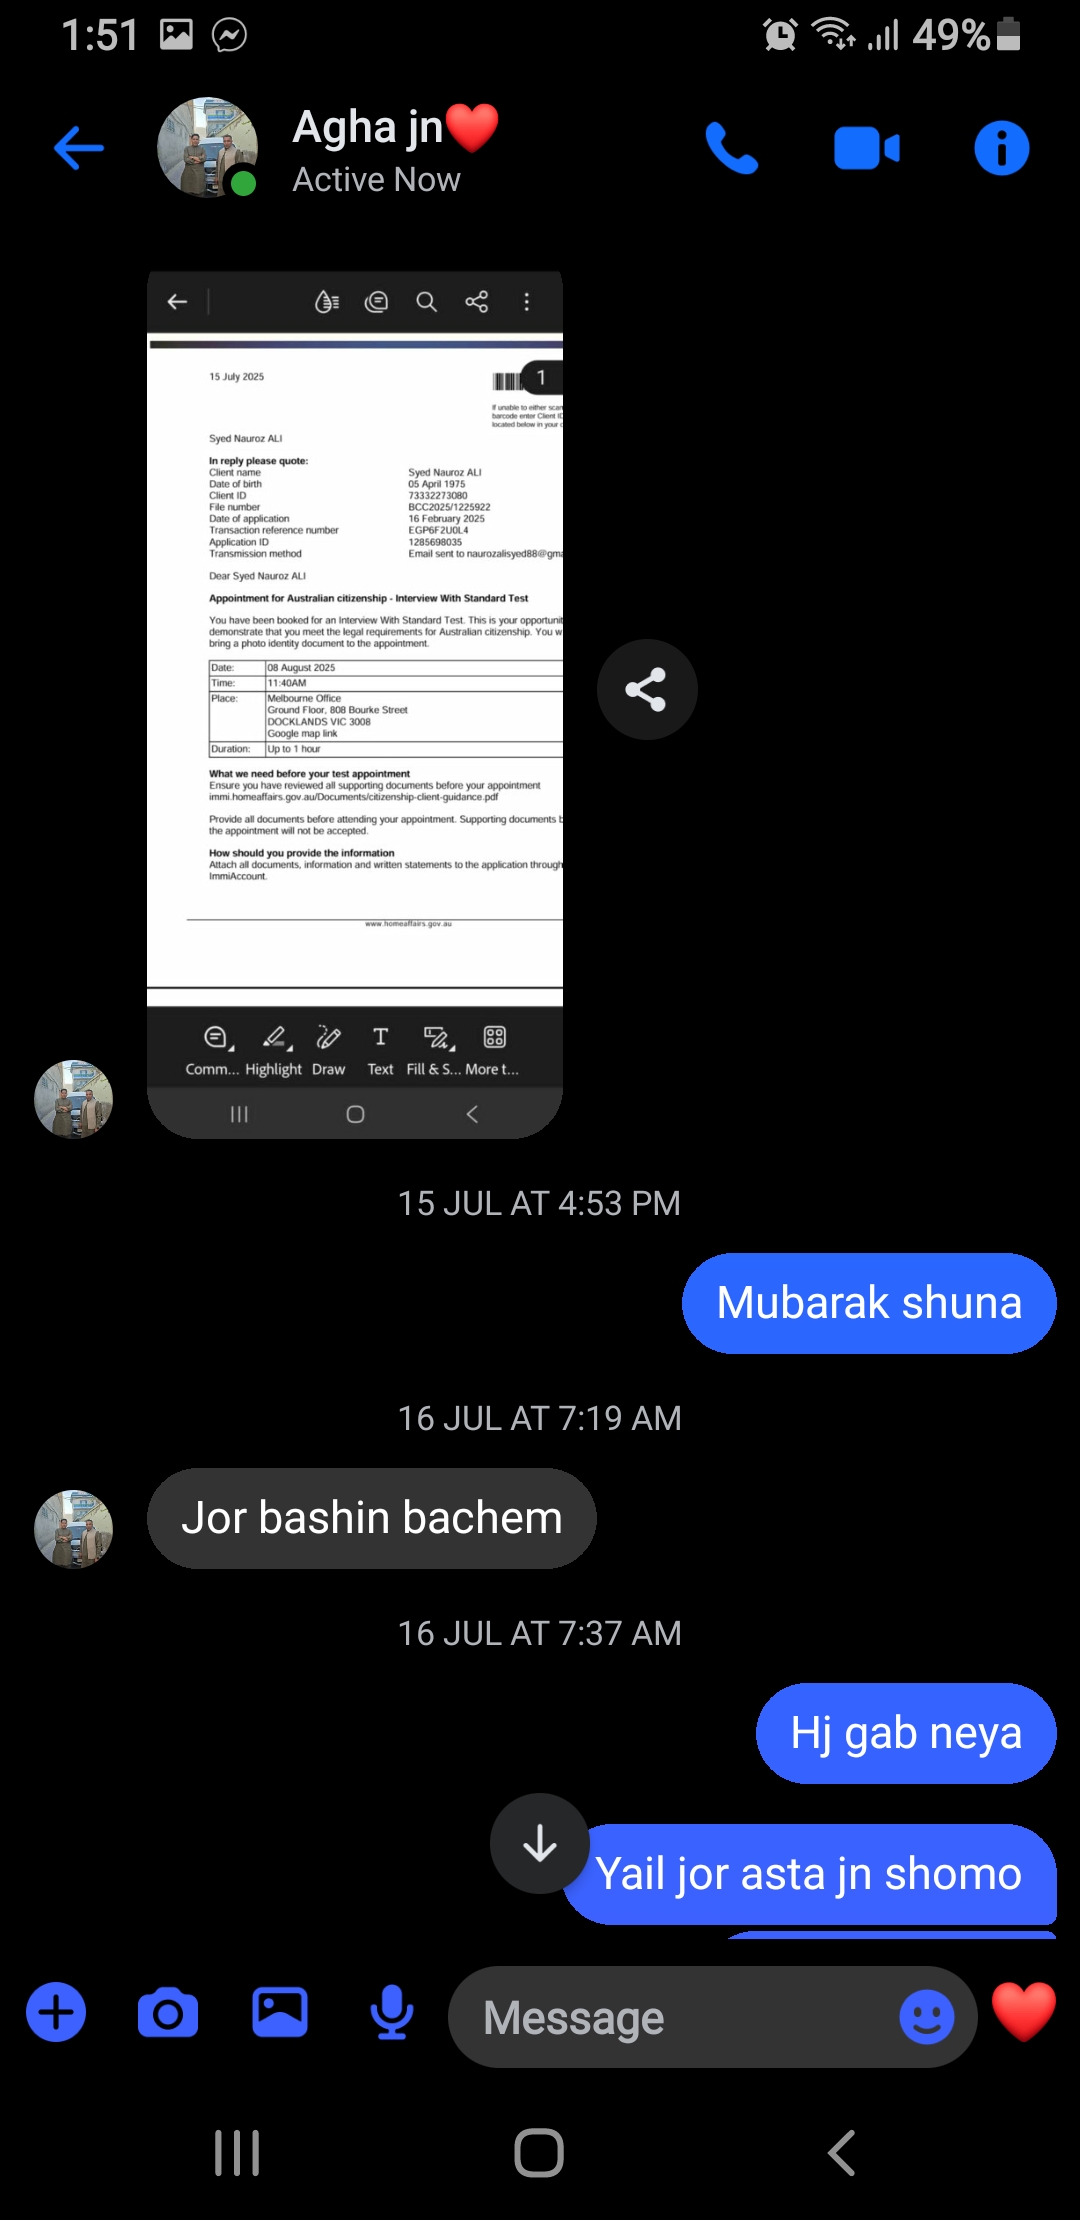 1:51
49%
Agha jn❤️
Active Now
15 July 2025
1
If unable to either scan
barcode enter Client ID
located below in your
Syed Nauroz ALI
In reply please quote:
Client name Syed Nauroz ALI
Date of birth 05 April 1975
Client ID 73332273080
File number BCC2025/1225922
Date of application 16 February 2025
Transaction reference number EGP6F2U0L4
Application ID 1285698035
Transmission method Email sent to naurozalisyed88@gma
Dear Syed Nauroz ALI
Appointment for Australian citizenship - Interview With Standard Test
You have been booked for an Interview With Standard Test. This is your opportunit
demonstrate that you meet the legal requirements for Australian citizenship. You w
bring a photo identity document to the appointment.
Date: 08 August 2025
Time: 11:40AM
Place: Melbourne Office
Ground Floor, 808 Bourke Street
DOCKLANDS VIC 3008
Google map link
Duration: Up to 1 hour
What we need before your test appointment
Ensure you have reviewed all supporting documents before your appointment
immi.homeaffairs.gov.au/Documents/citizenship-client-guidance.pdf
Provide all documents before attending your appointment. Supporting documents b
the appointment will not be accepted.
How should you provide the information
Attach all documents, information and written statements to the application through
ImmiAccount.
www.homeaffairs.gov.au
Comm... Highlight Draw Text Fill & S... More t...
15 JUL AT 4:53 PM
Mubarak shuna
16 JUL AT 7:19 AM
Jor bashin bachem
16 JUL AT 7:37 AM
Hj gab neya
Yail jor asta jn shomo
Message